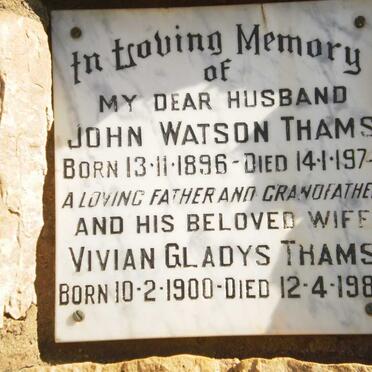 In Loving Memory
of
MY DEAR HUSBAND
JOHN WATSON THAMS
BORN 13·11·1896-DIED 14·1·197
A LOVING FATHER AND GRANDFATHE
AND HIS BELOVED WIFE
VIVIAN GLADYS THAMS
BORN 10-2-1900-DIED 12-4-198